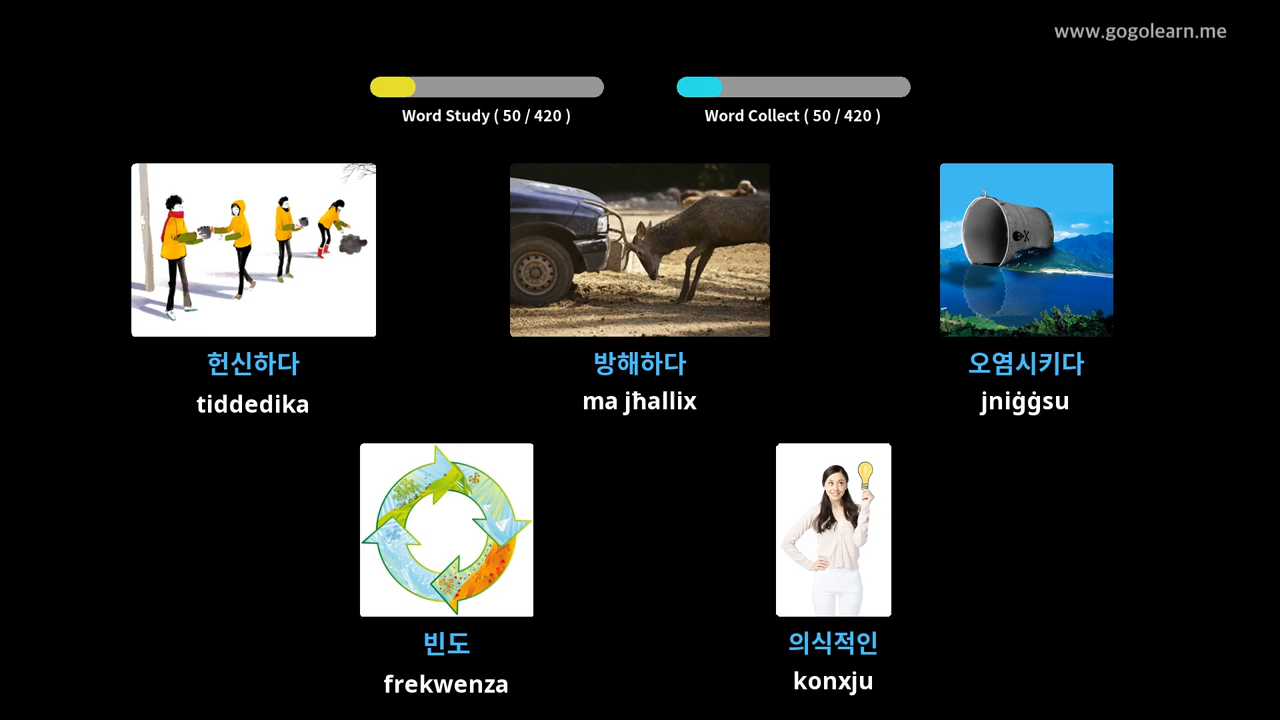 www.gogolearn.me
Word Study ( 50 / 420 )
Word Collect ( 50 / 420 )
헌신하다
tiddedika
방해하다
ma jħallix
오염시키다
jniġġsu
빈도
frekwenza
의식적인
konxju